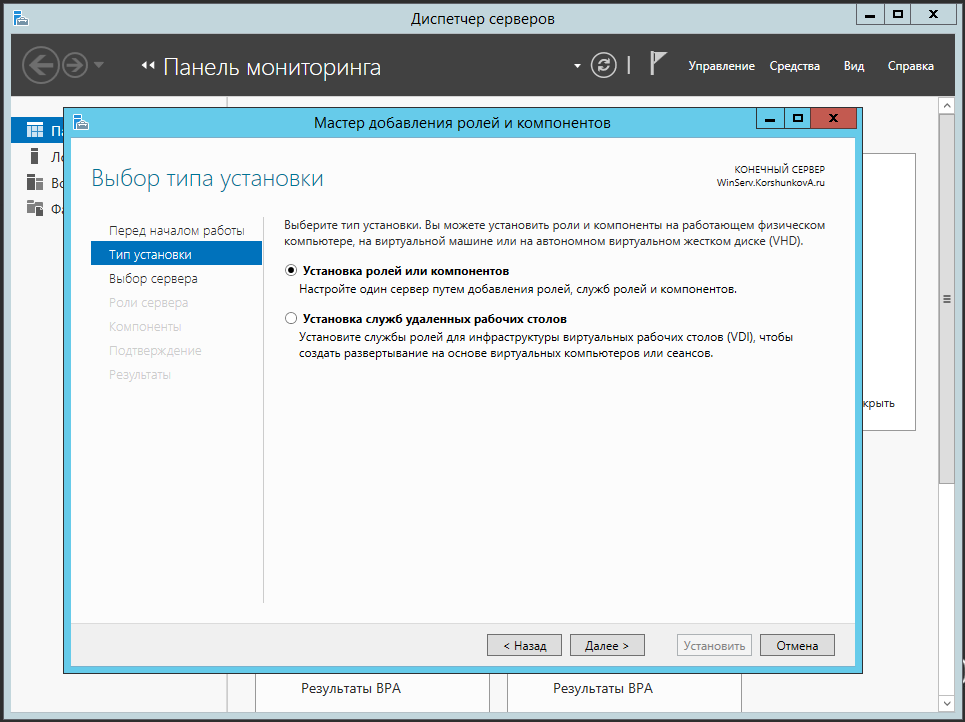 Диспетчер серверов
Панель мониторинга
Управление Средства Вид Справка
Мастер добавления ролей и компонентов
Выбор типа установки
КОНЕЧНЫЙ СЕРВЕР
WinServ.KorshunkovA.ru
Перед началом работы
Тип установки
Выбор сервера
Роли сервера
Компоненты
Подтверждение
Результаты
Выберите тип установки. Вы можете установить роли и компоненты на работающем физическом
компьютере, на виртуальной машине или на автономном виртуальном жестком диске (VHD).
Установка ролей или компонентов
Настройте один сервер путем добавления ролей, служб ролей и компонентов.
Установка служб удаленных рабочих столов
Установите службы ролей для инфраструктуры виртуальных рабочих столов (VDI), чтобы
создать развертывание на основе виртуальных компьютеров или сеансов.
< Назад Далее > Установить Отмена
Результаты BPA Результаты BPA